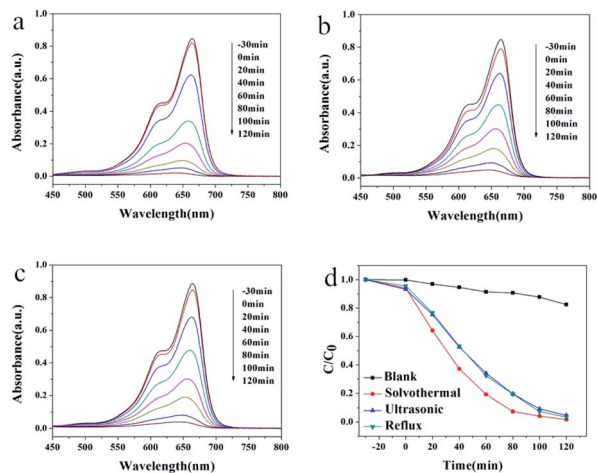 a
Absorbance(a.u.)
1.0
0.8
0.6
0.4
0.2
0.0
-30min
0min
20min
40min
60min
80min
100min
120min
450 500 550 600 650 700 750 800
Wavelength(nm)
b
Absorbance(a.u.)
1.0
0.8
0.6
0.4
0.2
0.0
-30min
0min
20min
40min
60min
80min
100min
120min
450 500 550 600 650 700 750 800
Wavelength(nm)
c
Absorbance(a.u.)
1.0
0.8
0.6
0.4
0.2
0.0
-30min
0min
20min
40min
60min
80min
100min
120min
450 500 550 600 650 700 750 800
Wavelength(nm)
d
C/C0
1.0
0.8
0.6
0.4
0.2
0.0
Blank
Solvothermal
Ultrasonic
Reflux
-20 0 20 40 60 80 100 120
Time(min)